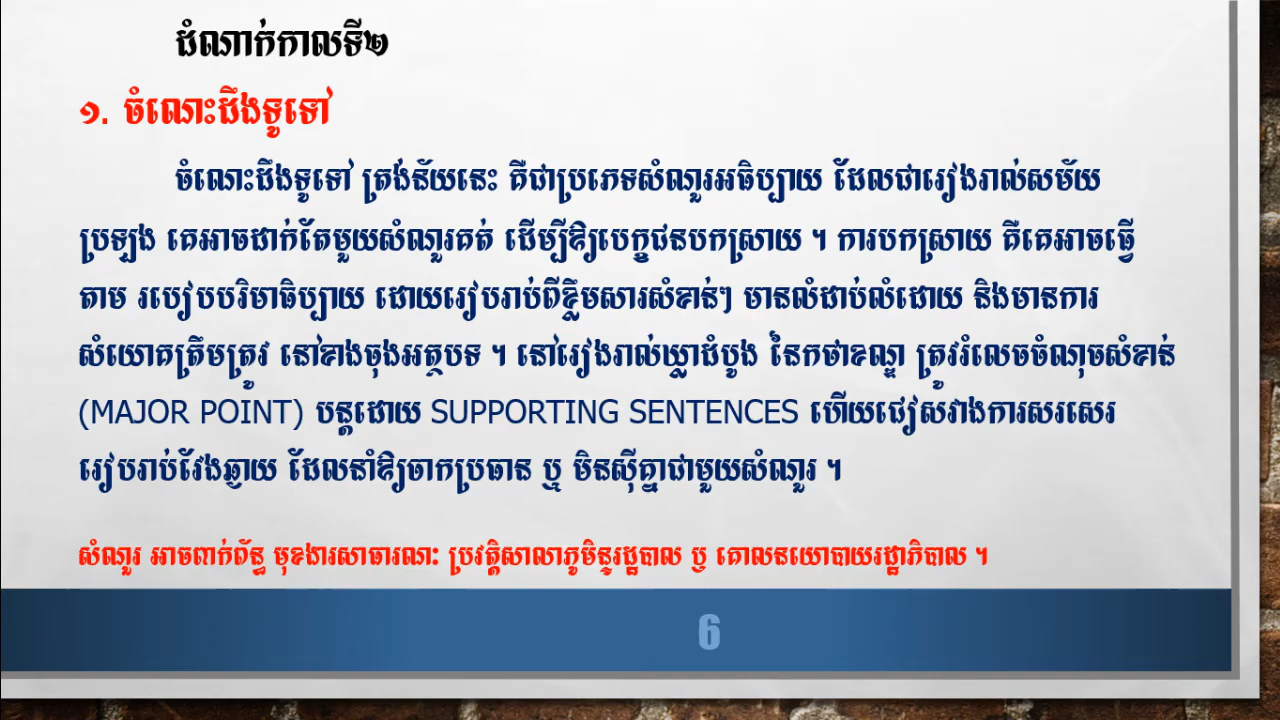 ដំណាក់កាលទី២
១. ចំណេះដឹងទូទៅ
ចំណេះដឹងទូទៅ ត្រង់ន័យនេះ គឺជាប្រភេទសំណួរអធិប្បាយ ដែលជារៀងរាល់សម័យ
ប្រឡង គេអាចដាក់តែមួយសំណួរគត់ ដើម្បីឱ្យបេក្ខជនបកស្រាយ ។ ការបកស្រាយ គឺគេអាចធ្វើ
តាម របៀបបរិមាធិប្បាយ ដោយរៀបរាប់ពីខ្លឹមសារសំខាន់ៗ មានលំដាប់លំដោយ និងមានការ
សំយោគត្រឹមត្រូវ នៅខាងចុងអត្ថបទ ។ នៅរៀងរាល់ឃ្លាដំបូង នៃកថាខណ្ឌ ត្រូវរំលេចចំណុចសំខាន់
(MAJOR POINT) បន្តដោយ SUPPORTING SENTENCES ហើយជៀសវាងការសរសេរ
រៀបរាប់វែងឆ្ងាយ ដែលនាំឱ្យចាកប្រធាន ឬ មិនស៊ីគ្នាជាមួយសំណួរ ។
សំណួរ អាចពាក់ព័ន្ធ មុខងារសាធារណៈ ប្រវត្តិសាលាភូមិន្ទរដ្ឋបាល ឬ គោលនយោបាយរដ្ឋាភិបាល ។
6